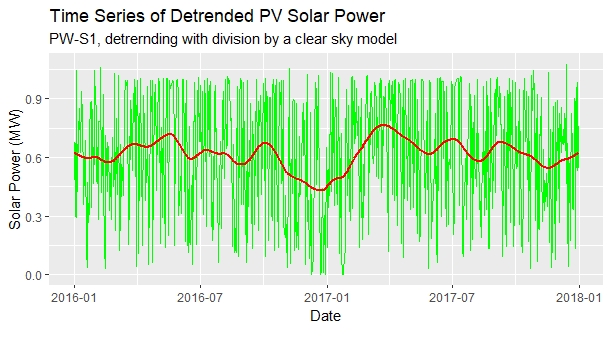 Time Series of Detrended PV Solar Power
PW-S1, detrernding with division by a clear sky model
Solar Power (MW)
0.9
0.6
0.3
0.0
2016-01 2016-07 2017-01 2017-07 2018-01
Date